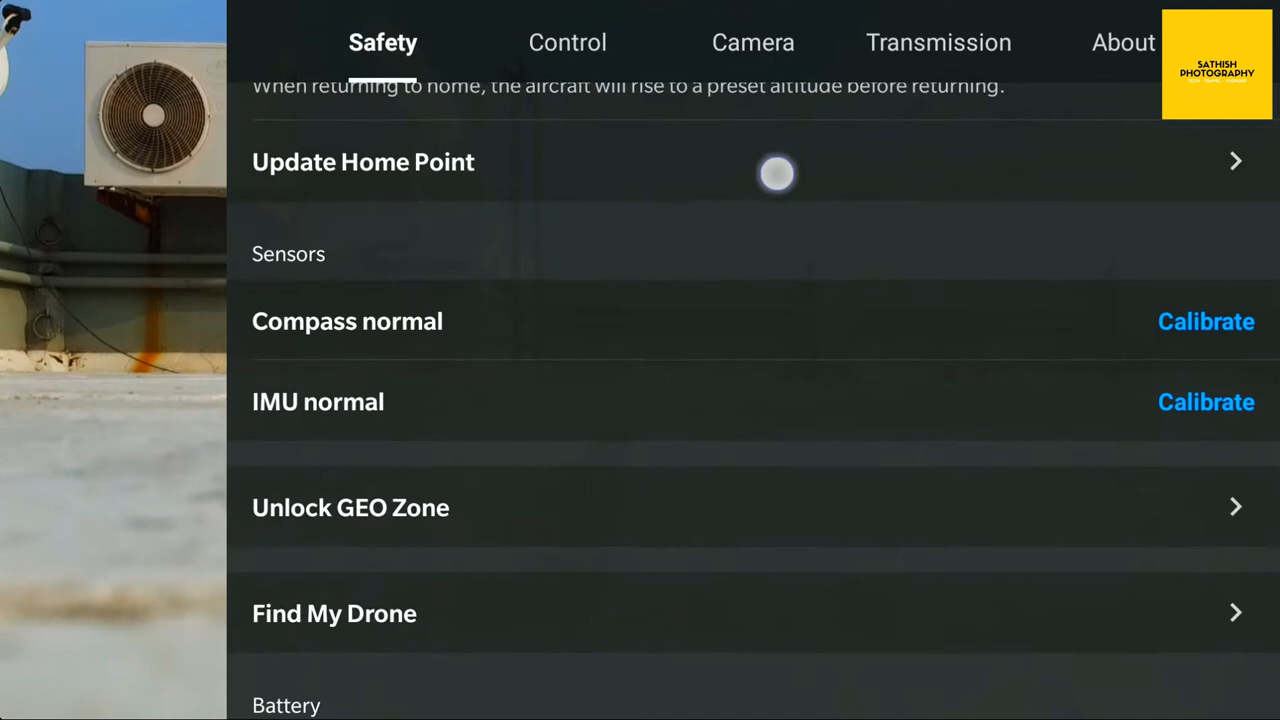 Safety
Control
Camera
Transmission
About
SATHISH
PHOTOGRAPHY
When returning to home, the aircraft will rise to a preset altitude before returning.
Update Home Point
Sensors
Compass normal
Calibrate
IMU normal
Calibrate
Unlock GEO Zone
Find My Drone
Battery